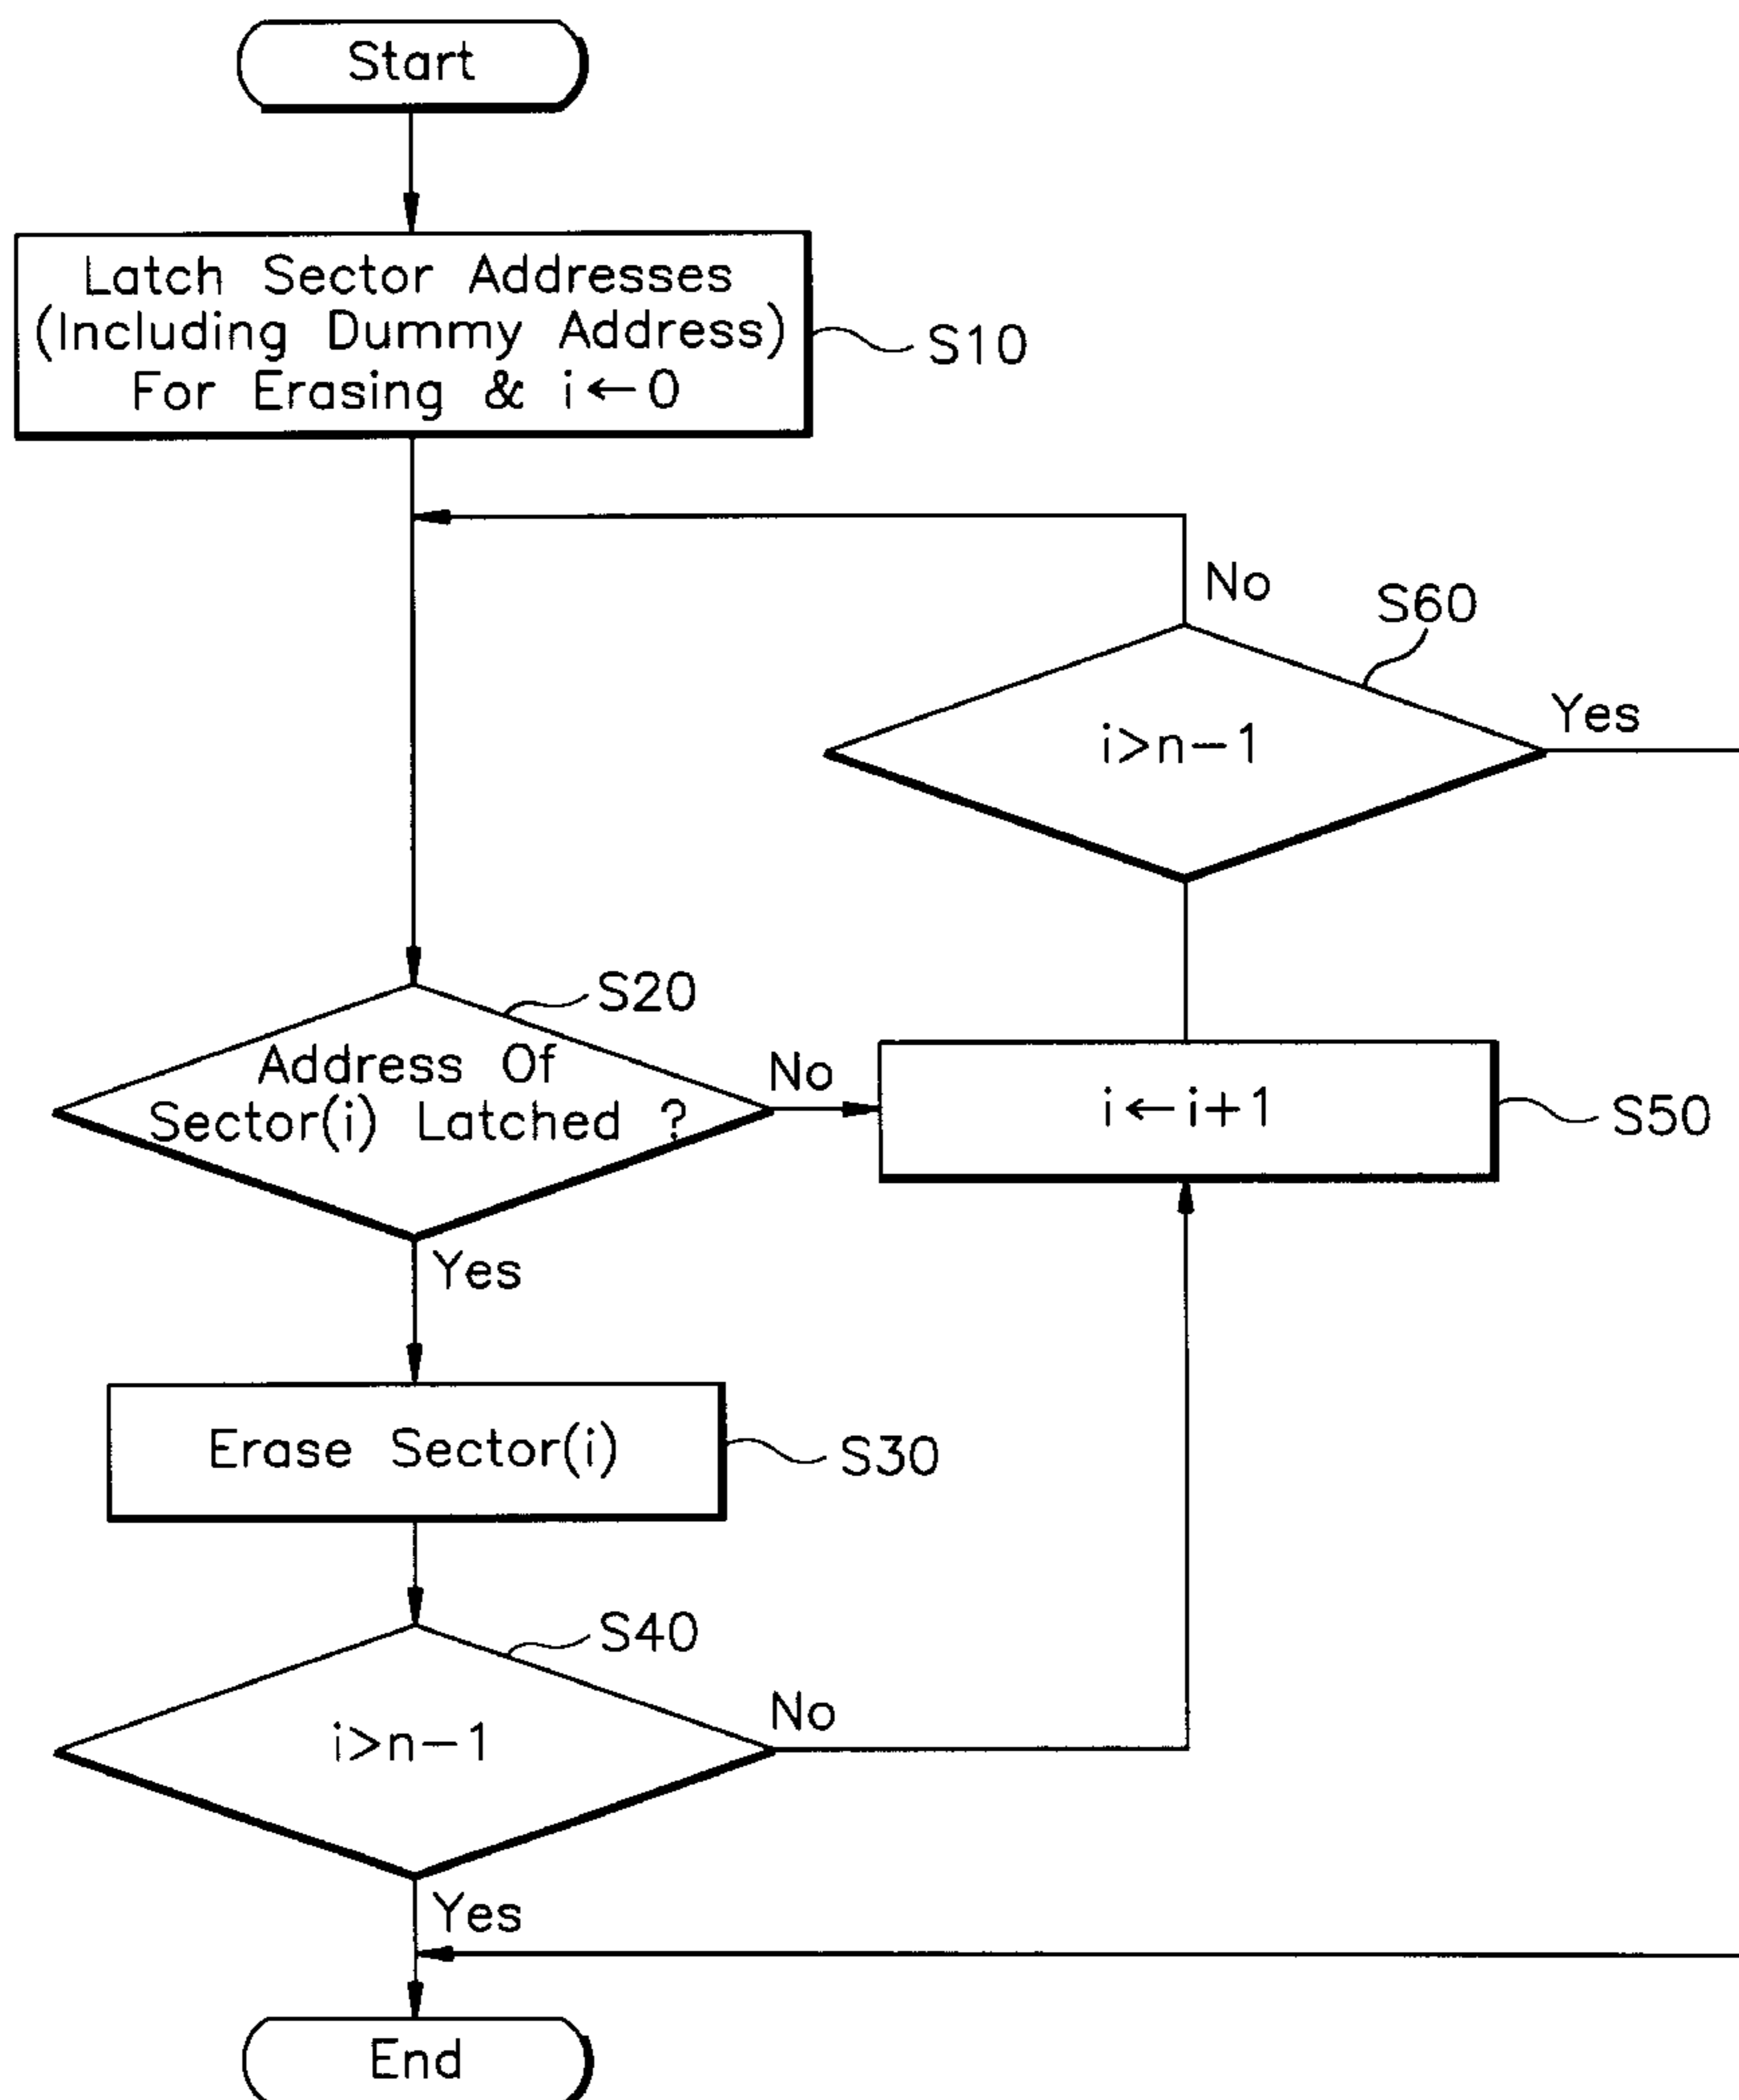 Start
Latch Sector Addresses
(Including Dummy Address)
For Erasing & i←0
S10
No
S60
i>n-1
Yes
S20
Address Of
Sector(i) Latched ?
No
i←i+1
S50
Yes
Erase Sector(i)
S30
S40
i>n-1
No
Yes
End